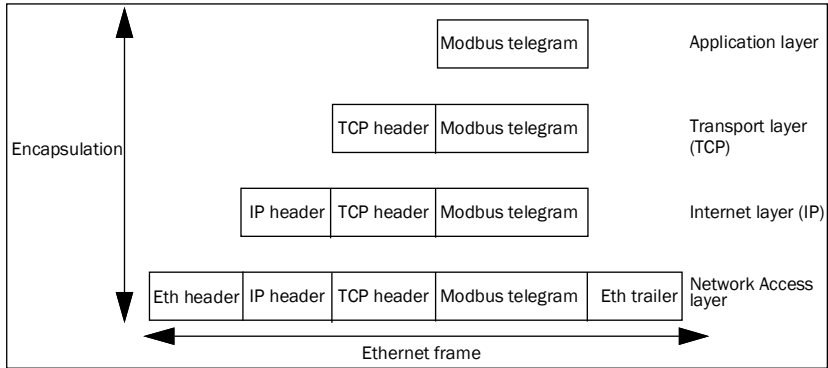 Modbus telegram Application layer
TCP header Modbus telegram Transport layer
(TCP)
Encapsulation
IP header TCP header Modbus telegram Internet layer (IP)
Eth header IP header TCP header Modbus telegram Eth trailer Network Access
layer
Ethernet frame